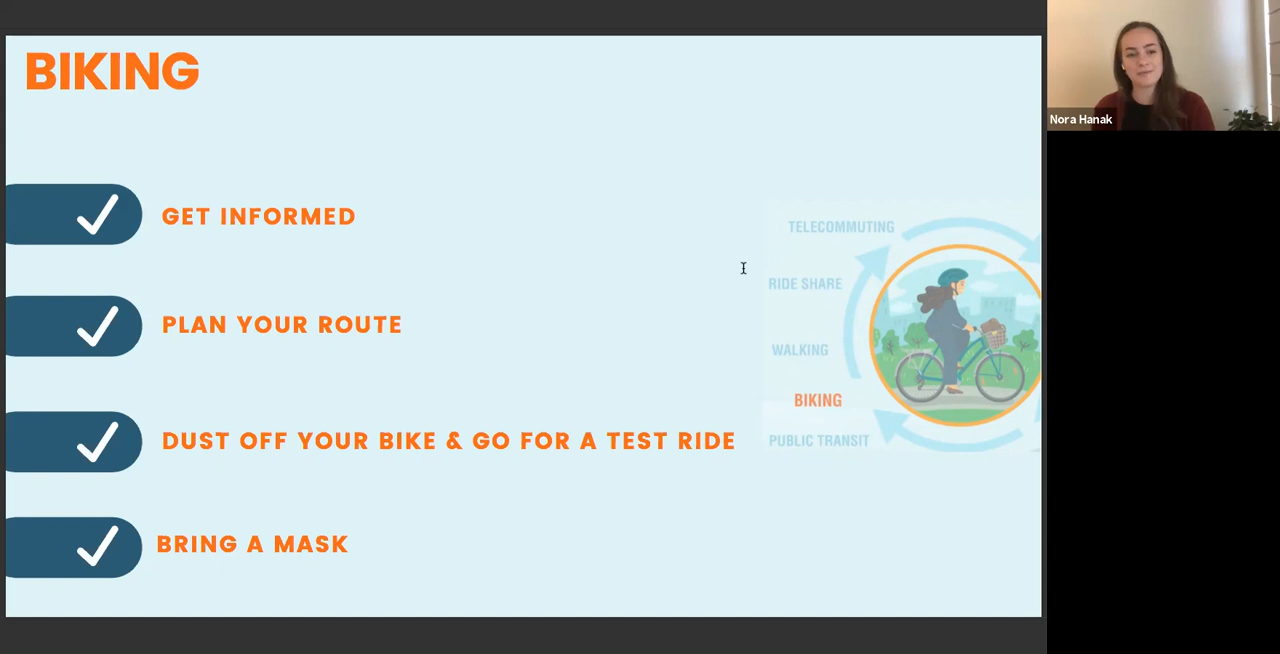 BIKING
GET INFORMED
PLAN YOUR ROUTE
DUST OFF YOUR BIKE & GO FOR A TEST RIDE
BRING A MASK
TELECOMMUTING
RIDE SHARE
WALKING
BIKING
PUBLIC TRANSIT
Nora Hanak